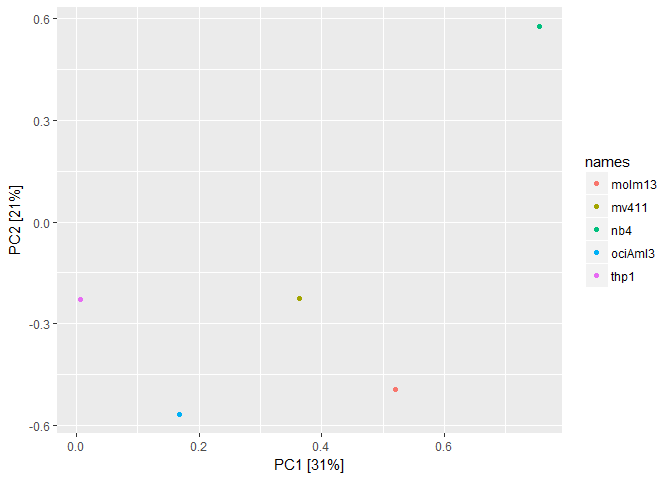 0.6
0.3
0.0
-0.3
-0.6
PC2 [21%]
0.0
0.2
0.4
0.6
PC1 [31%]
names
molm13
mv411
nb4
ociAml3
thp1